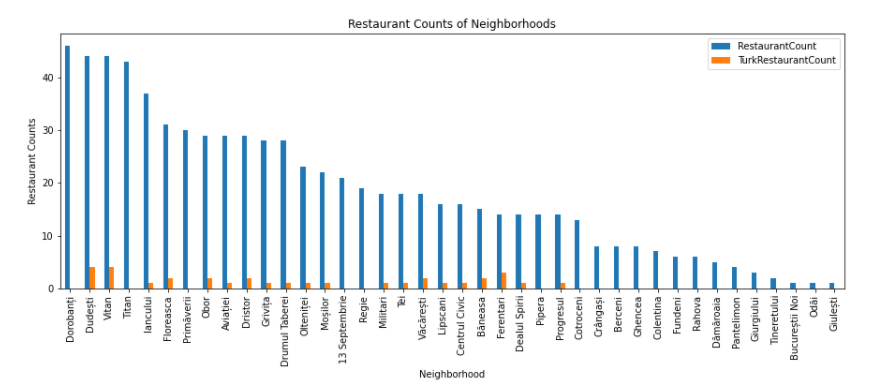 Restaurant Counts of Neighborhoods
RestaurantCount
TurkRestaurantCount
Restaurant Counts
40
30
20
10
0
Dorobanți
Dudești
Vitan
Titan
Iancului
Floreasca
Primăverii
Obor
Aviației
Dristor
Grivița
Drumul Taberei
Olteniței
Moșilor
13 Septembrie
Regie
Militari
Tei
Văcărești
Lipscani
Centrul Civic
Băneasa
Ferentari
Dealul Spirii
Pipera
Progresul
Cotroceni
Crângași
Berceni
Ghencea
Colentina
Fundeni
Rahova
Dămăroaia
Pantelimon
Giurgiului
Tineretului
Bucureștii Noi
Odăi
Giulești
Neighborhood